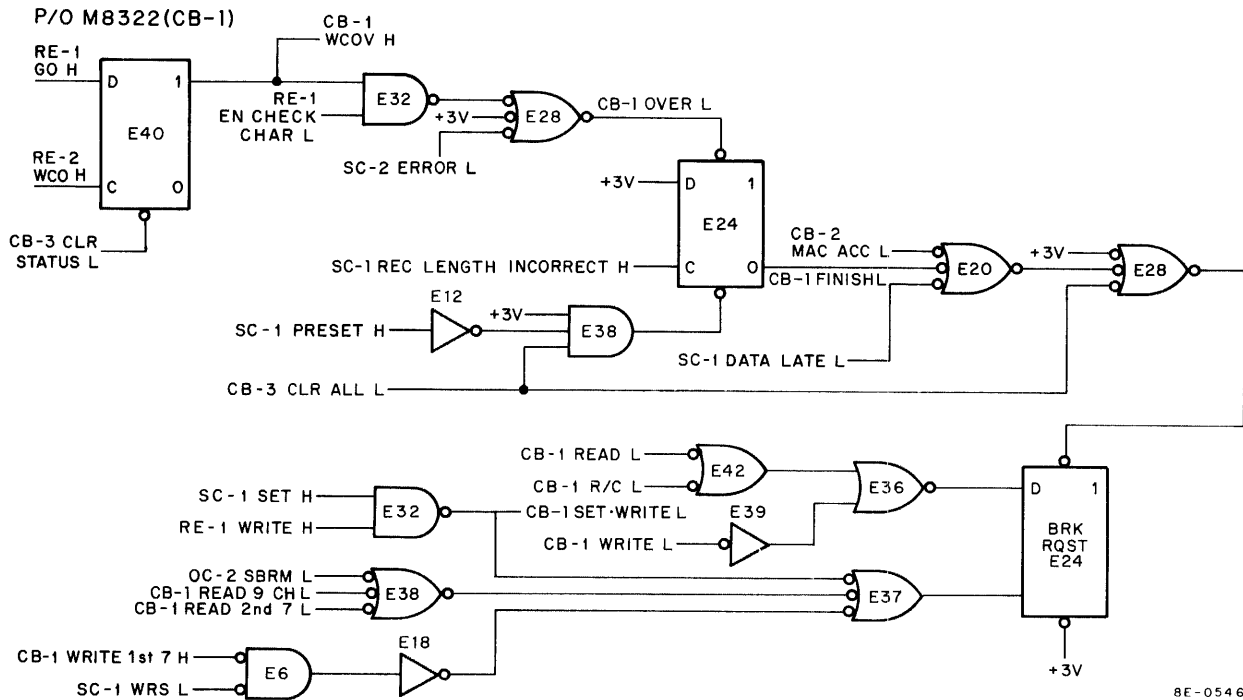 P/O M8322(CB-1)
CB-1
WCOV H
RE-1
GO H
D
1
E40
RE-2
WCO H
C
O
CB-3 CLR
STATUS L
RE-1
EN CHECK
CHAR L
E32
+3V
E28
SC-2 ERROR L
CB-1 OVER L
+3V
D
1
E24
C
O
SC-1 REC LENGTH INCORRECT H
CB-2
MAC ACC L
CB-1 FINISH L
E20
+3V
E28
E12
SC-1 PRESET H
+3V
E38
SC-1 DATA LATE L
CB-3 CLR ALL L
CB-1 READ L
CB-1 R/C L
E42
E36
SC-1 SET H
RE-1 WRITE H
E32
CB-1 SET·WRITE L
E39
CB-1 WRITE L
D
1
BRK
RQST
E24
+3V
OC-2 SBRM L
CB-1 READ 9 CH L
CB-1 READ 2nd 7 L
E38
E37
CB-1 WRITE 1st 7 H
SC-1 WRS L
E6
E18
8E-0546